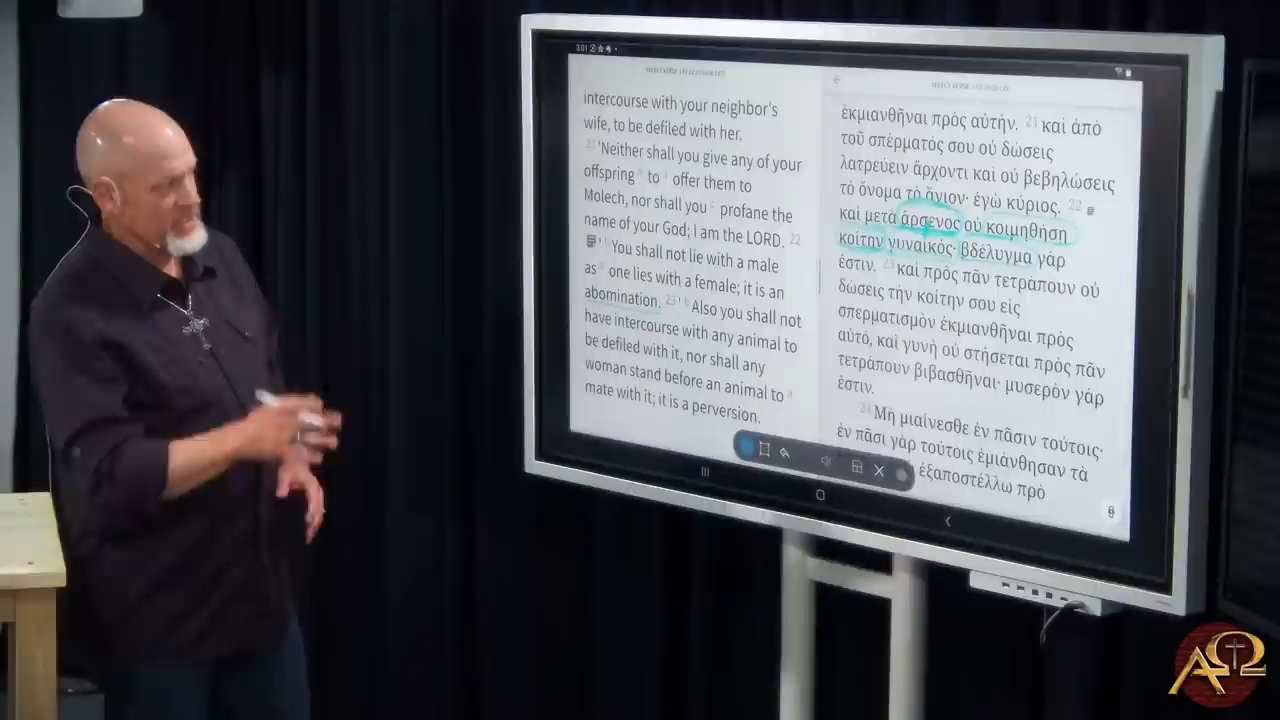 3:01
intercourse with your neighbor's
wife, to be defiled with her.
21 'Neither shall you give any of your
offspring to offer them to
Molech, nor shall you profane the
name of your God; I am the LORD. 22
'You shall not lie with a male
as one lies with a female; it is an
abomination. 23 'Also you shall not
have intercourse with any animal to
be defiled with it, nor shall any
woman stand before an animal to
mate with it; it is a perversion.
ἐκμιανθῆναι πρὸς αὐτήν. 21 καὶ ἀπὸ
τοῦ σπέρματός σου οὐ δώσεις
λατρεύειν ἄρχοντι καὶ οὐ βεβηλώσεις
τὸ ὄνομα τὸ ἅγιον· ἐγὼ κύριος. 22
καὶ μετὰ ἄρσενος οὐ κοιμηθήσῃ
κοίτην γυναικός· βδέλυγμα γάρ
ἐστιν. 23 καὶ πρὸς πᾶν τετράπουν οὐ
δώσεις τὴν κοίτην σου εἰς
σπερματισμὸν ἐκμιανθῆναι πρὸς
αὐτό, καὶ γυνὴ οὐ στήσεται πρὸς πᾶν
τετράπουν βιβασθῆναι· μυσερὸν γάρ
ἐστιν.
24 Μὴ μιαίνεσθε ἐν πᾶσιν τούτοις·
ἐν πᾶσι γὰρ τούτοις ἐμιάνθησαν τὰ
ἐξαποστέλλω πρὸ
ΑΩ